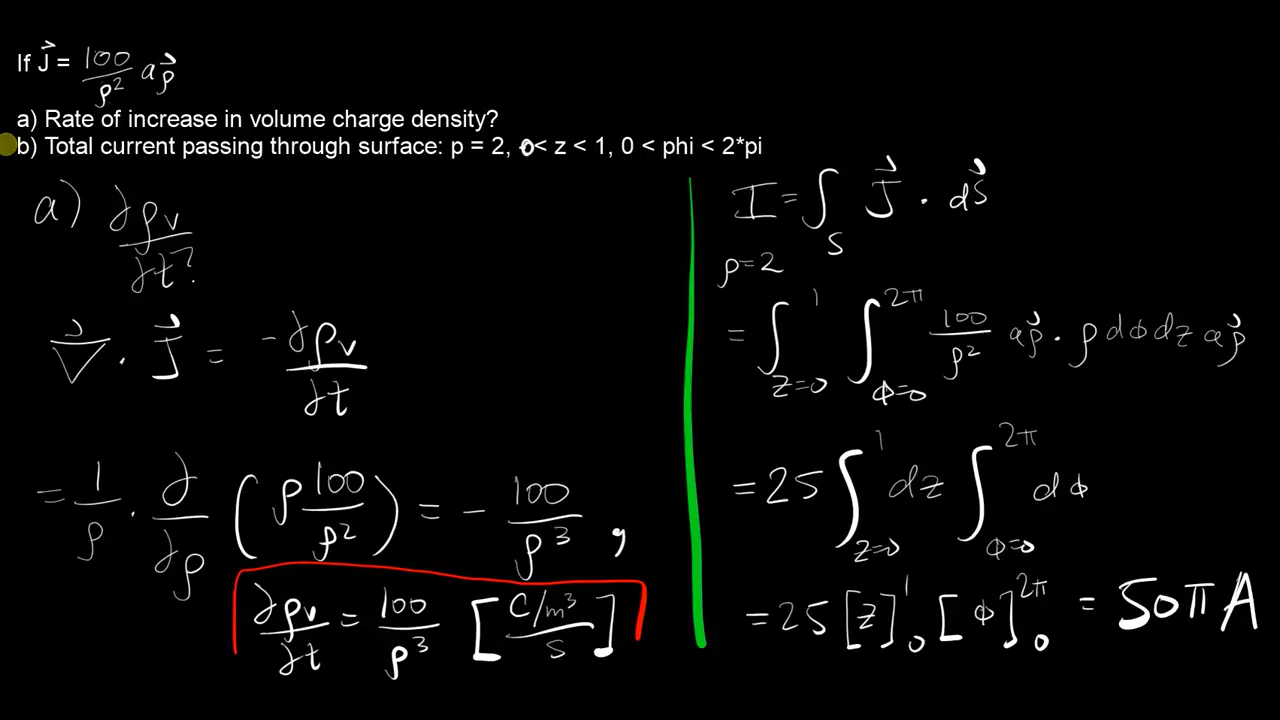 If J⃗ = 100/ρ² aρ⃗
a) Rate of increase in volume charge density?
b) Total current passing through surface: p = 2, 0 < z < 1, 0 < phi < 2*pi
a) ∂ρv/∂t?
∇⃗ · J⃗ = -∂ρv/∂t
= 1/ρ · ∂/∂ρ (ρ 100/ρ²) = - 100/ρ³ ,
∂ρv/∂t = 100/ρ³ [C/m³/s]
I = ∫S J⃗ · dS⃗
ρ=2
= ∫z=0^1 ∫ϕ=0^2π 100/ρ² aρ⃗ · ρ dϕ dz aρ⃗
= 25 ∫z=0^1 dz ∫ϕ=0^2π dϕ
= 25 [z]₀^1 [ϕ]₀^2π = 50π A